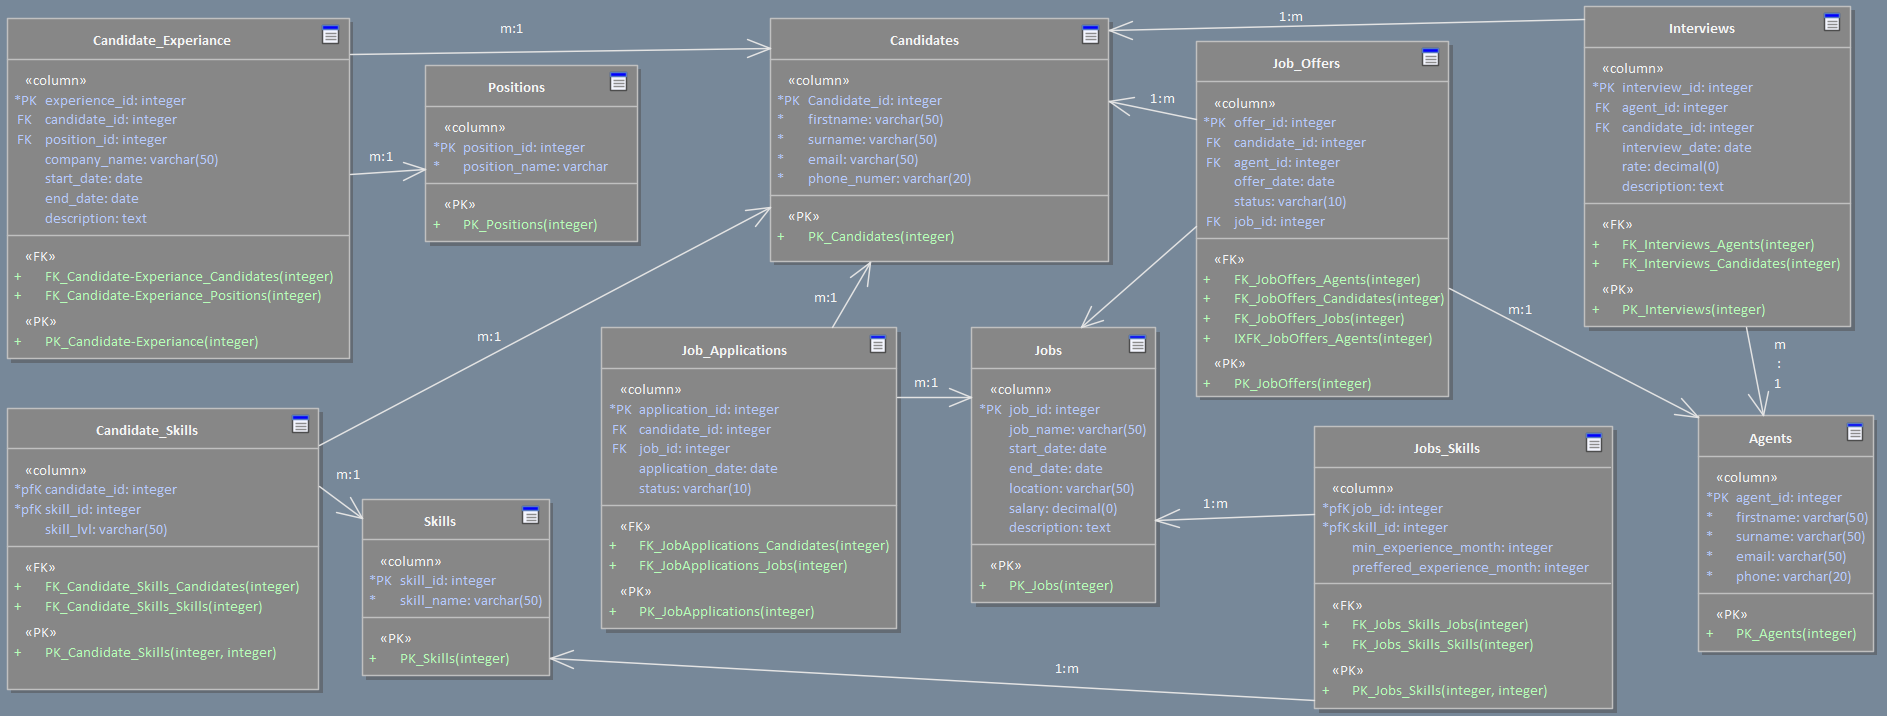 Candidate_Experiance
«column»
*PK experience_id: integer
FK candidate_id: integer
FK position_id: integer
company_name: varchar(50)
start_date: date
end_date: date
description: text
«FK»
+ FK_Candidate-Experiance_Candidates(integer)
+ FK_Candidate-Experiance_Positions(integer)
«PK»
+ PK_Candidate-Experiance(integer)
m:1
m:1
Positions
«column»
*PK position_id: integer
* position_name: varchar
«PK»
+ PK_Positions(integer)
Candidates
«column»
*PK Candidate_id: integer
* firstname: varchar(50)
* surname: varchar(50)
* email: varchar(50)
* phone_numer: varchar(20)
«PK»
+ PK_Candidates(integer)
1:m
1:m
Job_Offers
«column»
*PK offer_id: integer
FK candidate_id: integer
FK agent_id: integer
offer_date: date
status: varchar(10)
FK job_id: integer
«FK»
+ FK_JobOffers_Agents(integer)
+ FK_JobOffers_Candidates(integer)
+ FK_JobOffers_Jobs(integer)
+ IXFK_JobOffers_Agents(integer)
«PK»
+ PK_JobOffers(integer)
Interviews
«column»
*PK interview_id: integer
FK agent_id: integer
FK candidate_id: integer
interview_date: date
rate: decimal(0)
description: text
«FK»
+ FK_Interviews_Agents(integer)
+ FK_Interviews_Candidates(integer)
«PK»
+ PK_Interviews(integer)
m:1
m
:
1
m:1
m:1
Candidate_Skills
«column»
*pfK candidate_id: integer
*pfK skill_id: integer
skill_lvl: varchar(50)
«FK»
+ FK_Candidate_Skills_Candidates(integer)
+ FK_Candidate_Skills_Skills(integer)
«PK»
+ PK_Candidate_Skills(integer, integer)
m:1
Skills
«column»
*PK skill_id: integer
* skill_name: varchar(50)
«PK»
+ PK_Skills(integer)
Job_Applications
«column»
*PK application_id: integer
FK candidate_id: integer
FK job_id: integer
application_date: date
status: varchar(10)
«FK»
+ FK_JobApplications_Candidates(integer)
+ FK_JobApplications_Jobs(integer)
«PK»
+ PK_JobApplications(integer)
m:1
Jobs
«column»
*PK job_id: integer
job_name: varchar(50)
start_date: date
end_date: date
location: varchar(50)
salary: decimal(0)
description: text
«PK»
+ PK_Jobs(integer)
1:m
1:m
Jobs_Skills
«column»
*pfK job_id: integer
*pfK skill_id: integer
min_experience_month: integer
preffered_experience_month: integer
«FK»
+ FK_Jobs_Skills_Jobs(integer)
+ FK_Jobs_Skills_Skills(integer)
«PK»
+ PK_Jobs_Skills(integer, integer)
Agents
«column»
*PK agent_id: integer
* firstname: varchar(50)
* surname: varchar(50)
* email: varchar(50)
* phone: varchar(20)
«PK»
+ PK_Agents(integer)